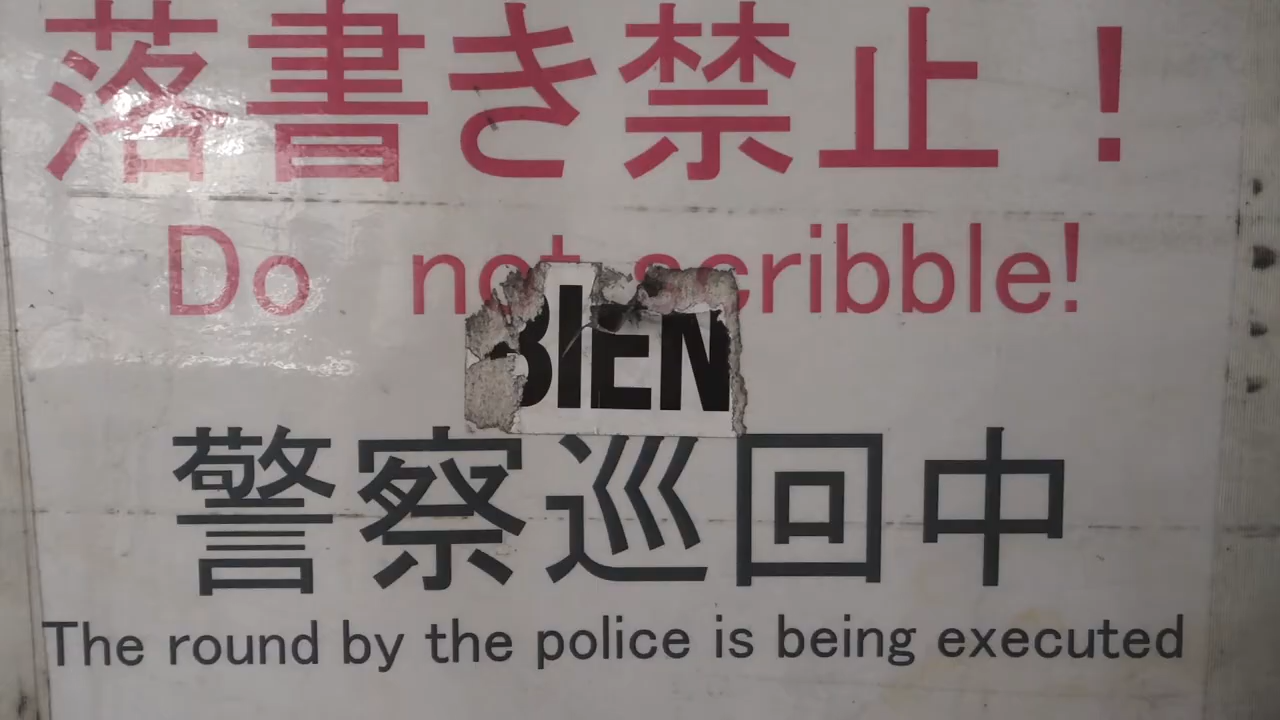 落書き禁止！
Do not scribble!
BIEN
警察巡回中
The round by the police is being executed